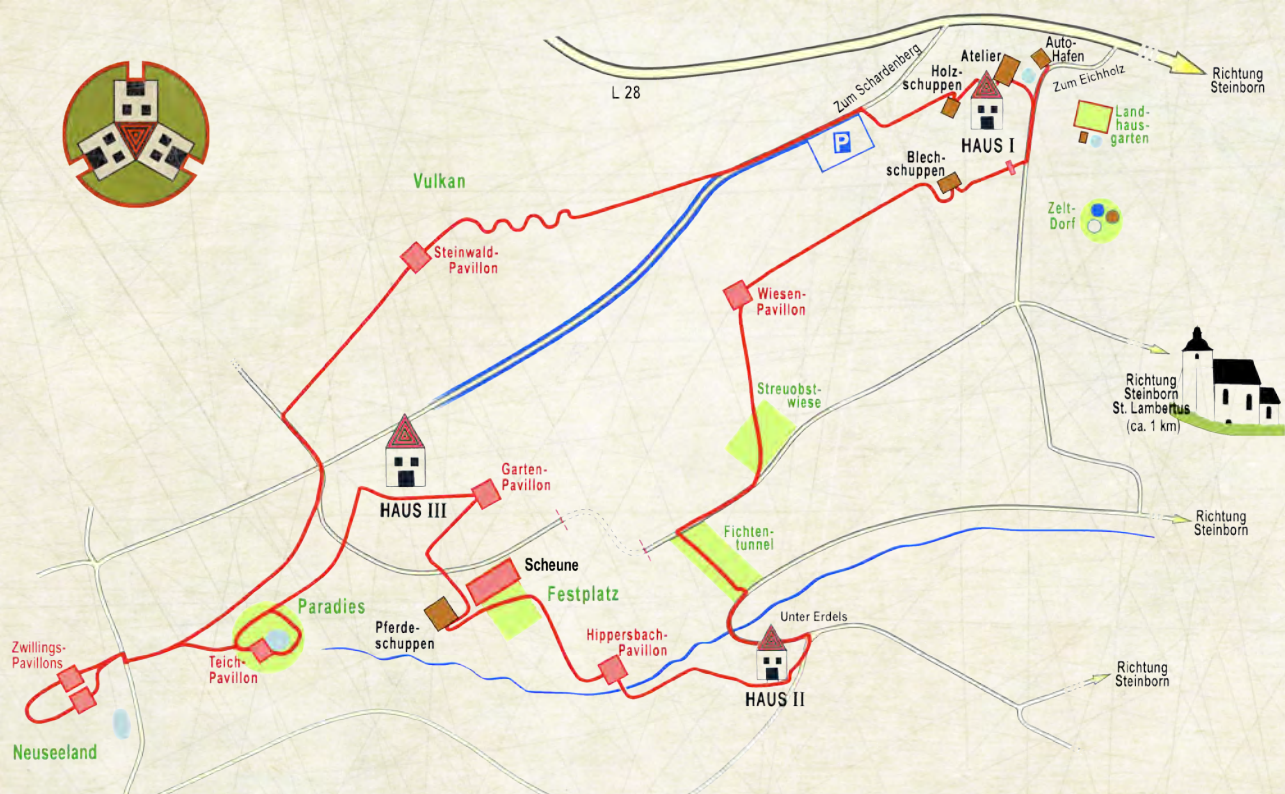 L 28
Zum Schardenberg
Holz-
schuppen
Atelier
Auto-
Hafen
Zum Eichholz
Richtung
Steinborn
P
HAUS I
Land-
haus-
garten
Blech-
schuppen
Vulkan
Zelt-
Dorf
Steinwald-
Pavillon
Wiesen-
Pavillon
Streuobst-
wiese
Richtung
Steinborn
St. Lambertus
(ca. 1 km)
Garten-
Pavillon
HAUS III
Fichten-
tunnel
Richtung
Steinborn
Scheune
Festplatz
Paradies
Pferde-
schuppen
Unter Erdels
Hippersbach-
Pavillon
Zwillings-
Pavillons
Teich-
Pavillon
Richtung
Steinborn
HAUS II
Neuseeland